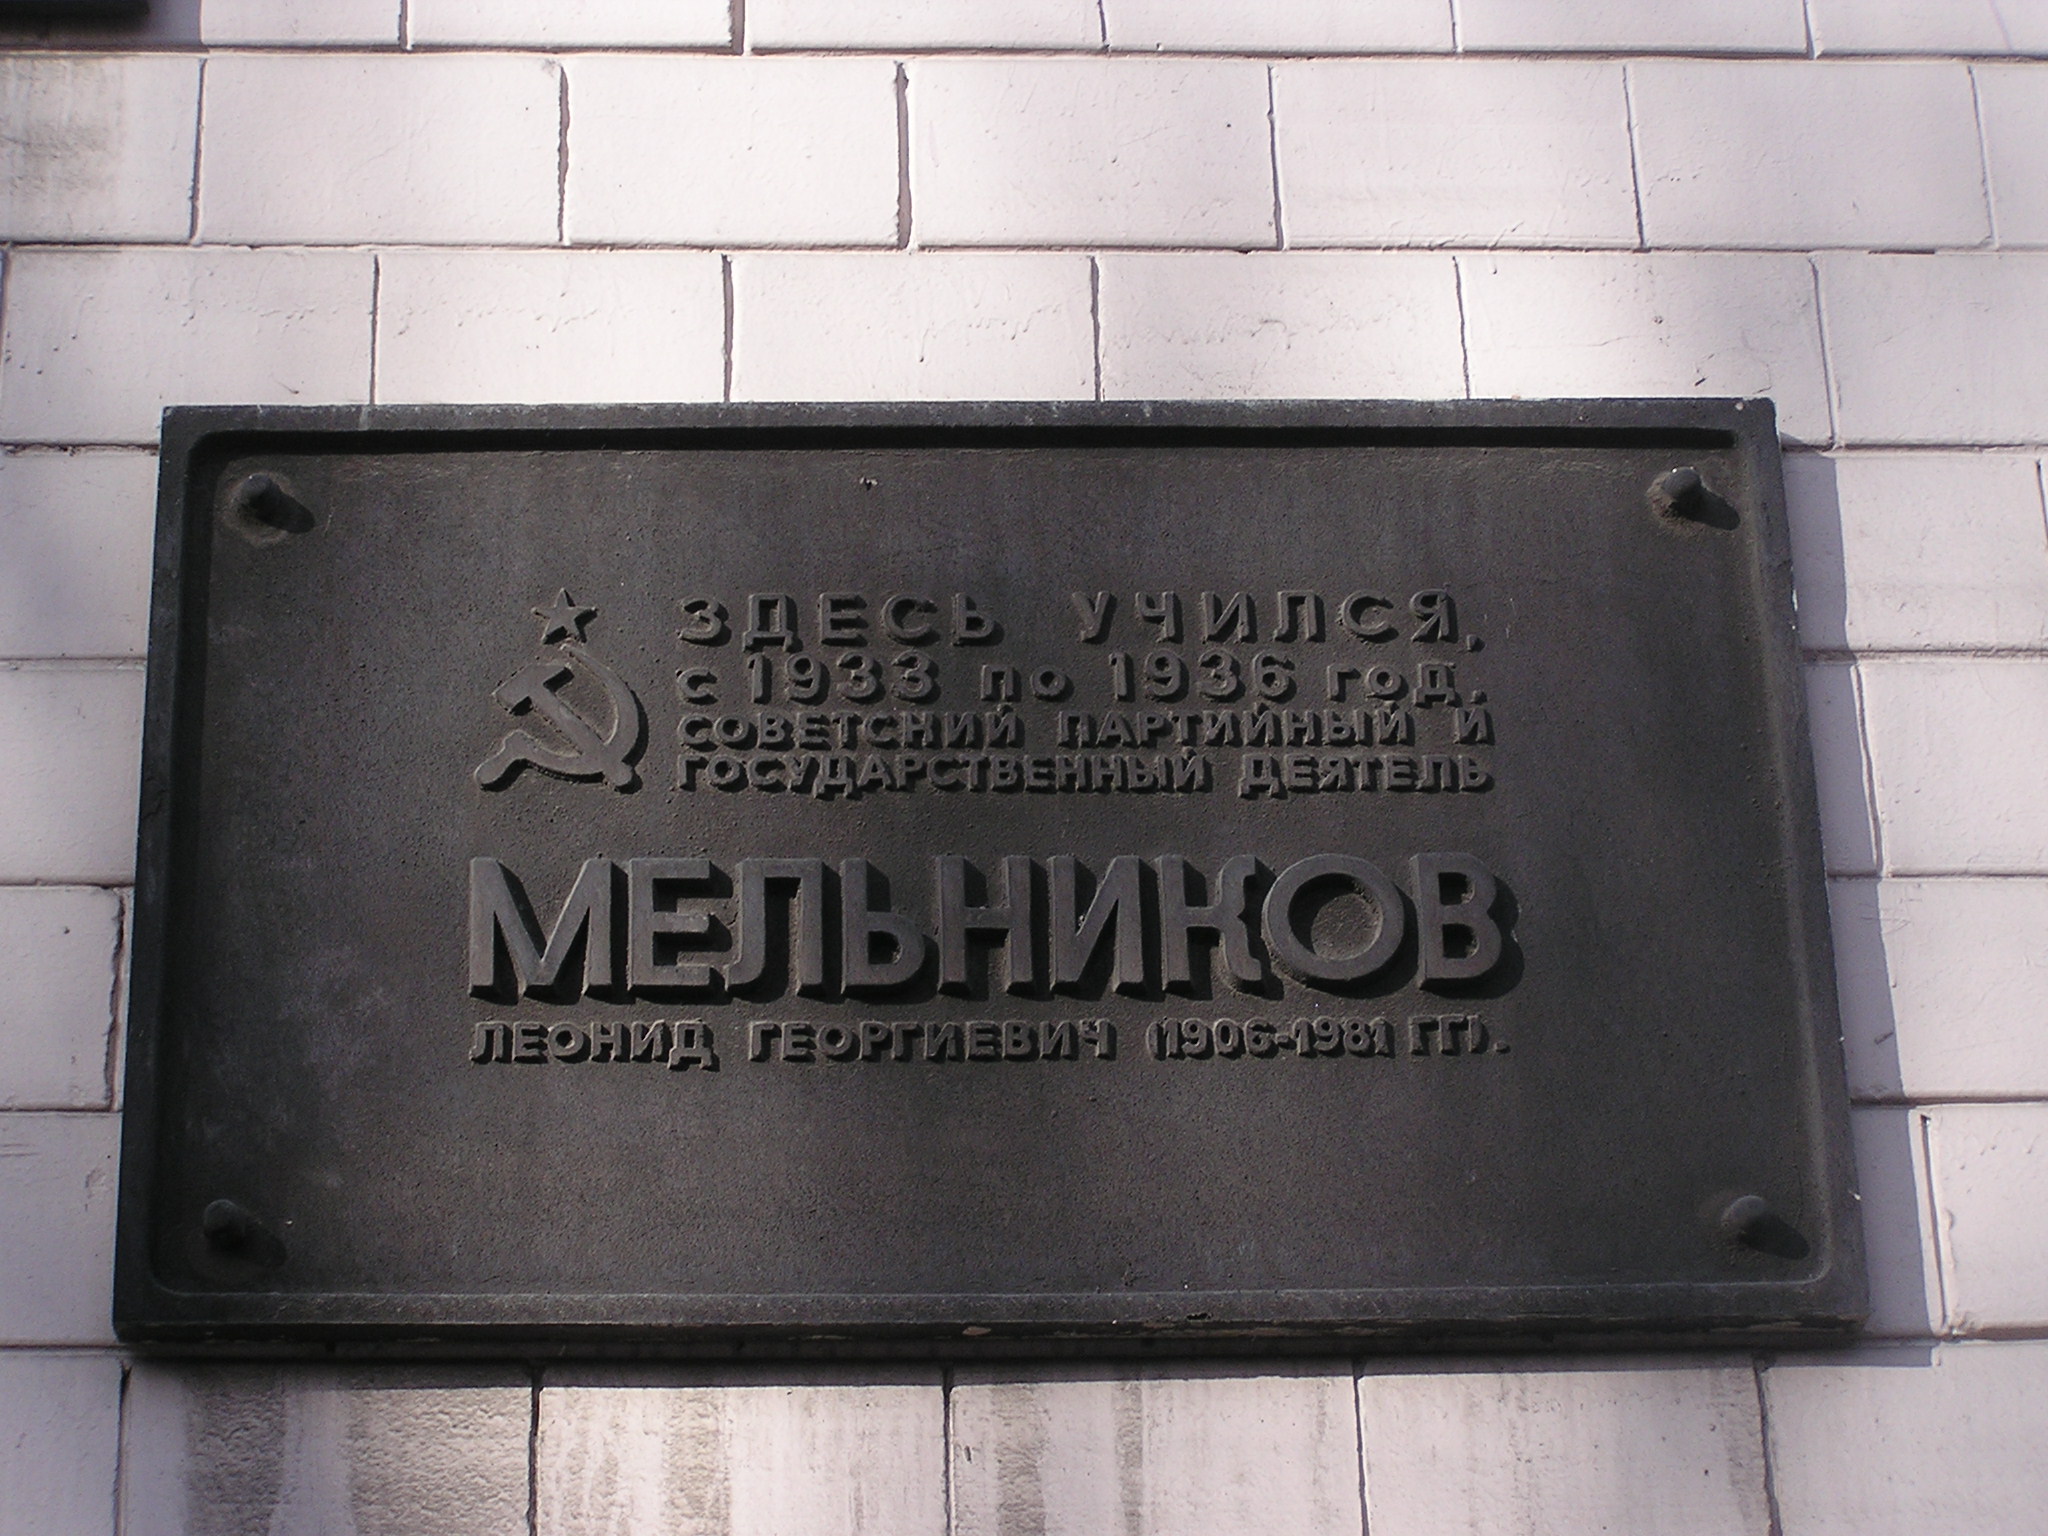 ЗДЕСЬ УЧИЛСЯ,
с 1933 по 1936 год.
СОВЕТСКИЙ ПАРТИЙНЫЙ И
ГОСУДАРСТВЕННЫЙ ДЕЯТЕЛЬ
МЕЛЬНИКОВ
ЛЕОНИД ГЕОРГИЕВИЧ (1906-1981 ГГ).